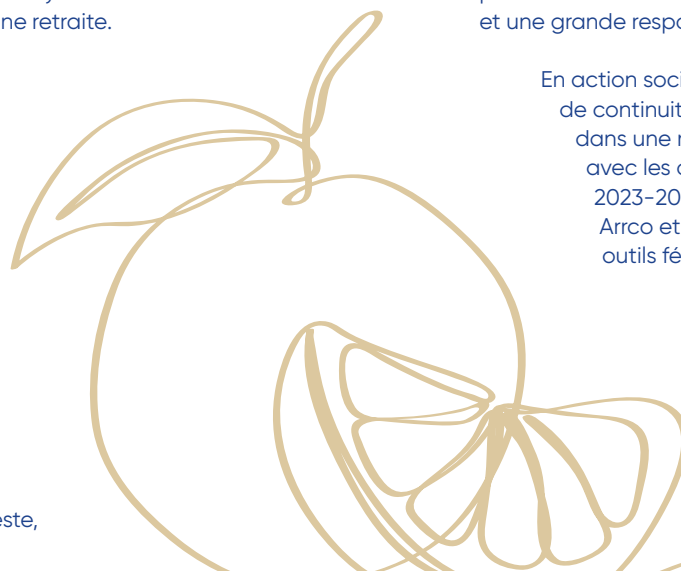 ne retraite.
et une grande respo
En action soci
de continuit
dans une
avec les
2023-20
Arrco et
outils fé
este,